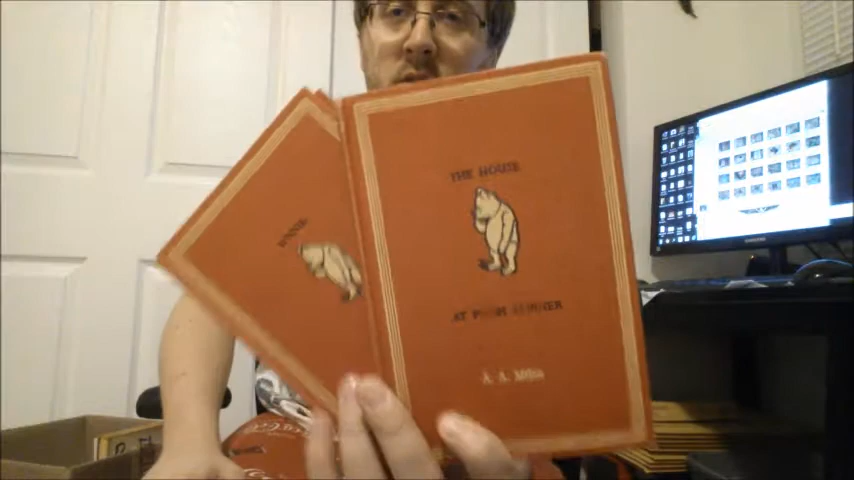 THE HOUSE
AT POOH CORNER
A. A. Milne
WINNIE